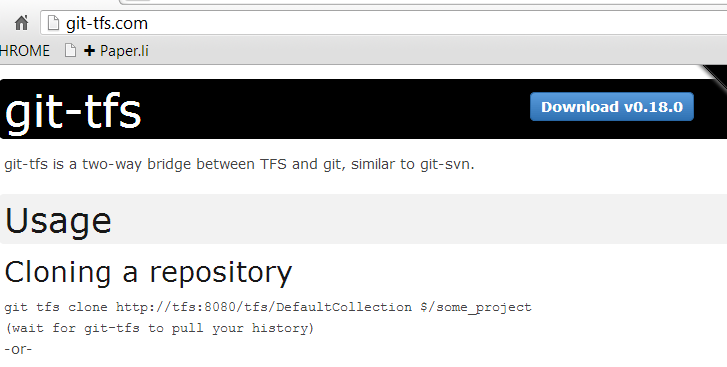 git-tfs.com
HROME + Paper.li
git-tfs
Download v0.18.0
git-tfs is a two-way bridge between TFS and git, similar to git-svn.
Usage
Cloning a repository
git tfs clone http://tfs:8080/tfs/DefaultCollection $/some_project
(wait for git-tfs to pull your history)
-or-